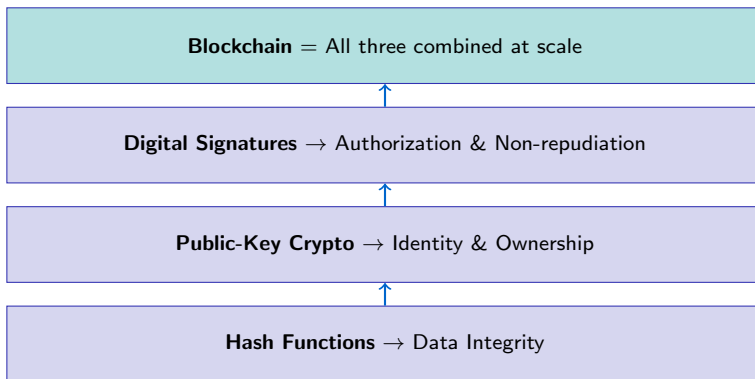 Blockchain = All three combined at scale
Digital Signatures → Authorization & Non-repudiation
Public-Key Crypto → Identity & Ownership
Hash Functions → Data Integrity